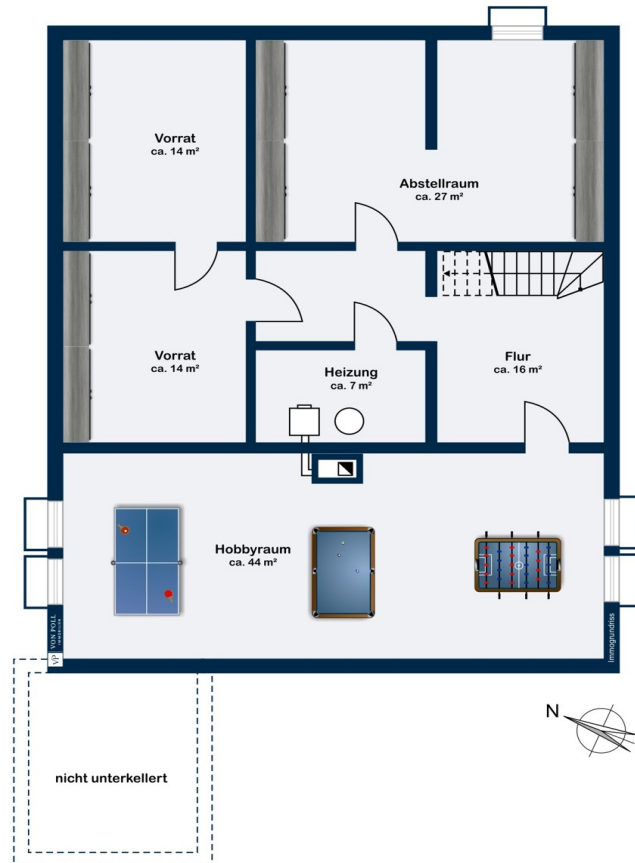 Vorrat
ca. 14 m²
Abstellraum
ca. 27 m²
Vorrat
ca. 14 m²
Heizung
ca. 7 m²
Flur
ca. 16 m²
Hobbyraum
ca. 44 m²
VP VON POLL
IMMOBILIEN
Immogrundriss
N
nicht unterkellert